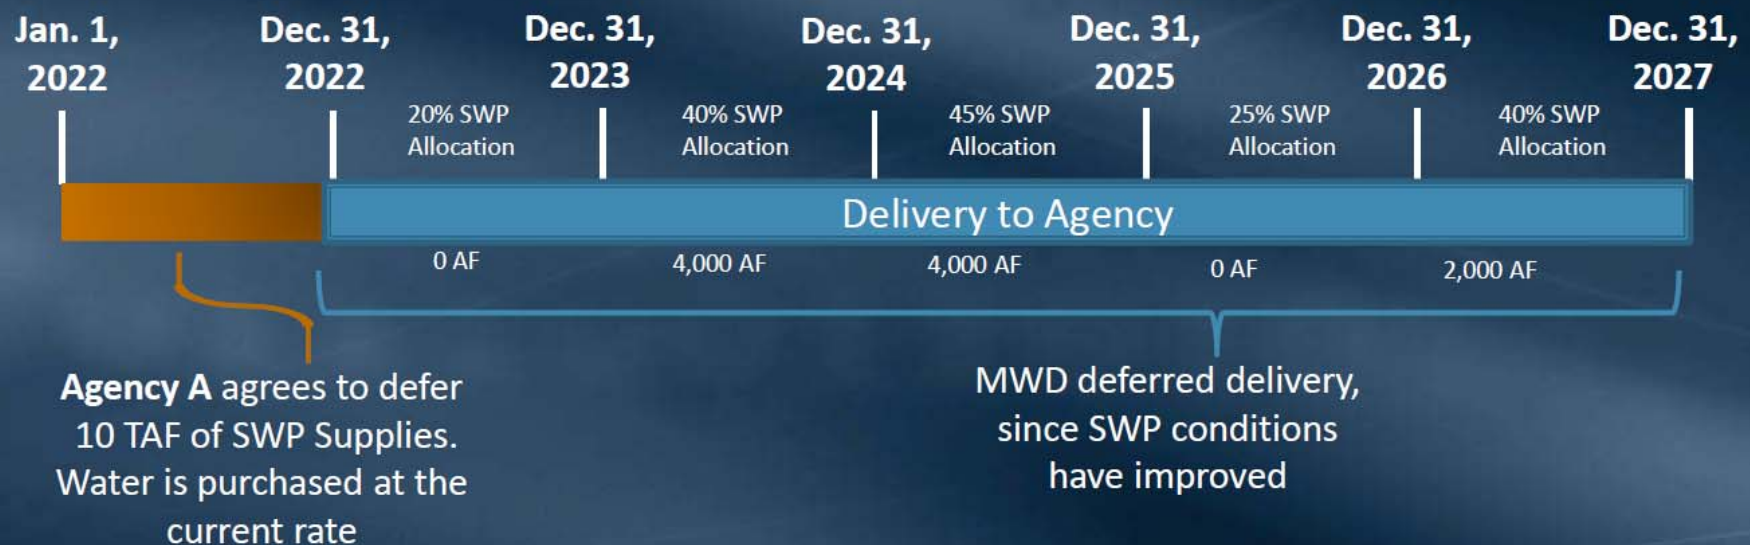 Jan. 1,
2022
Dec. 31,
2022
Dec. 31,
2023
Dec. 31,
2024
Dec. 31,
2025
Dec. 31,
2026
Dec. 31,
2027
20% SWP
Allocation
40% SWP
Allocation
45% SWP
Allocation
25% SWP
Allocation
40% SWP
Allocation
Delivery to Agency
0 AF
4,000 AF
4,000 AF
0 AF
2,000 AF
Agency A agrees to defer
10 TAF of SWP Supplies.
Water is purchased at the
current rate
MWD deferred delivery,
since SWP conditions
have improved